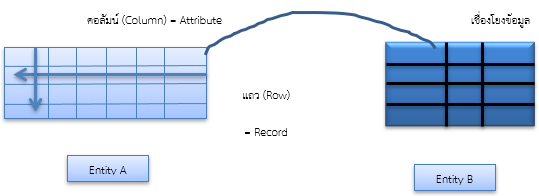 คอลัมน์ (Column) = Attribute
เชื่องโยงข้อมูล
แถว (Row)
= Record
Entity A
Entity B